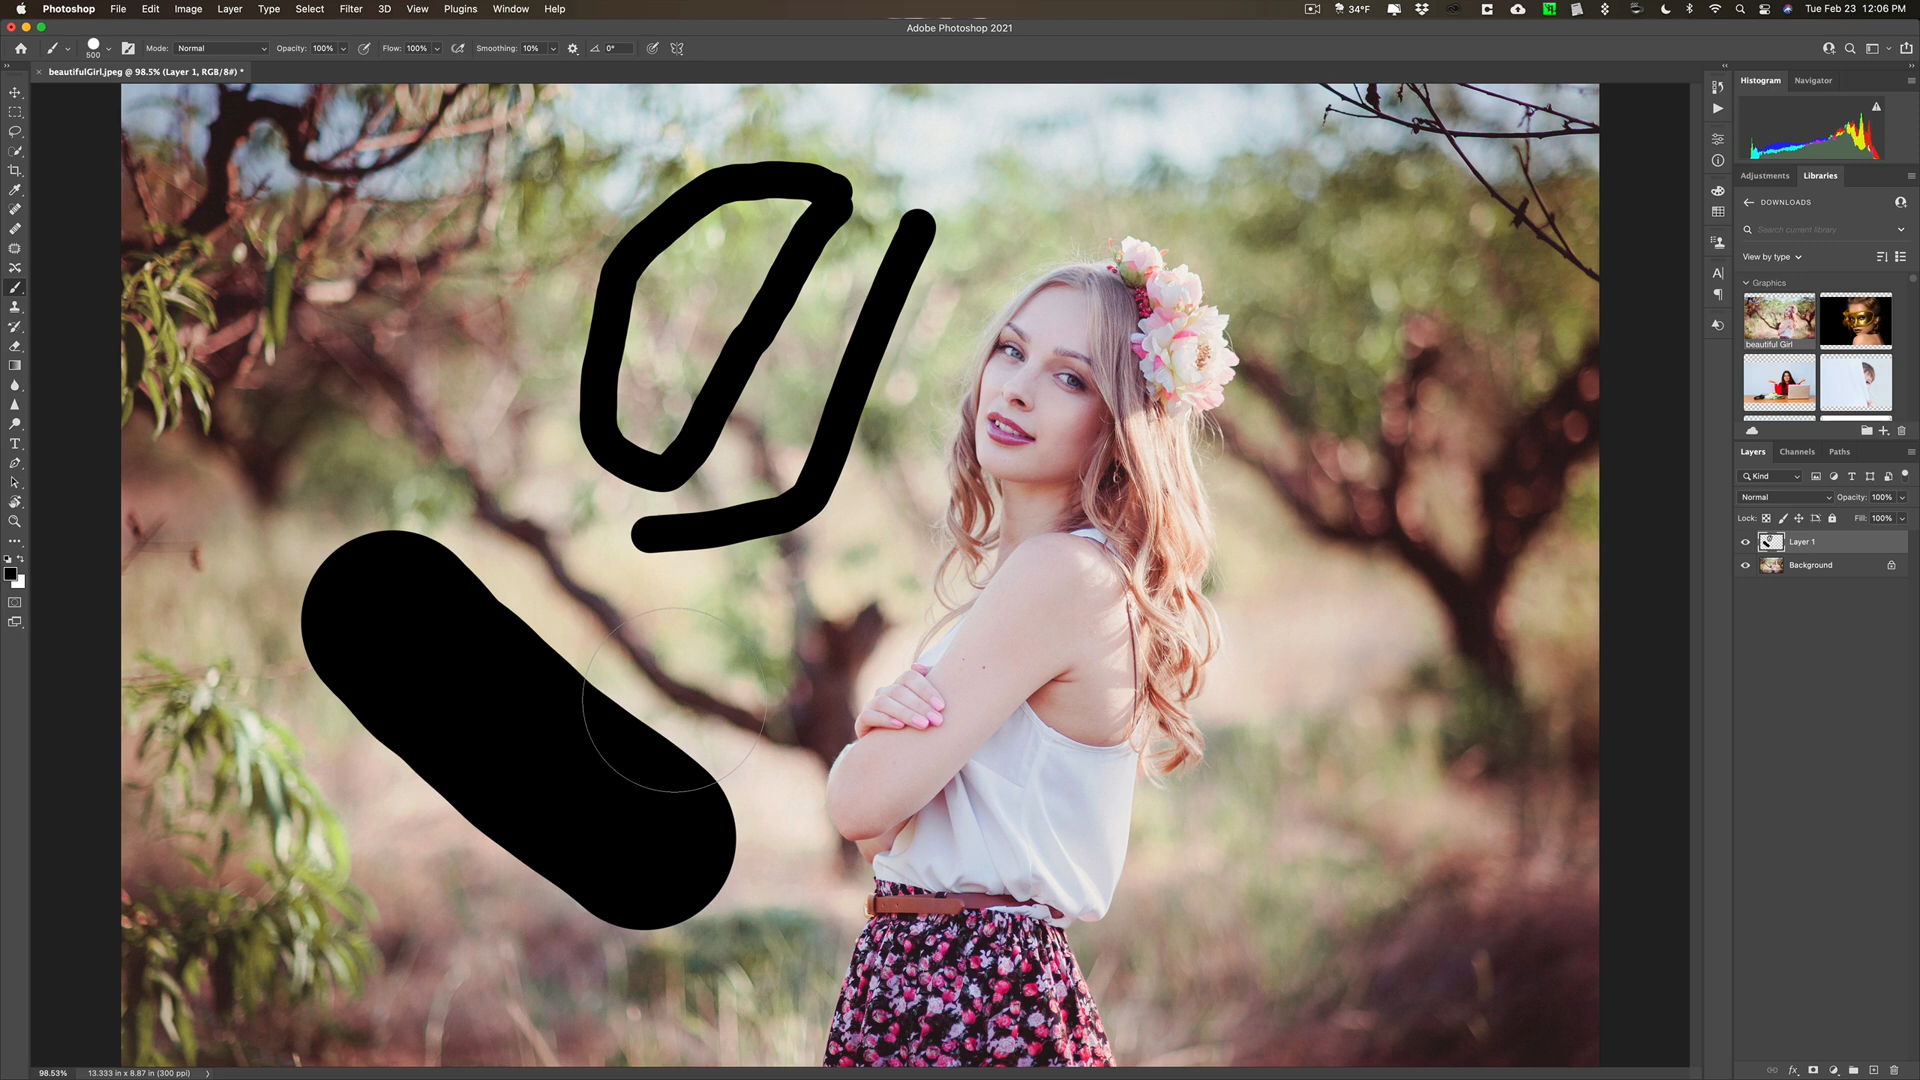 Photoshop File Edit Image Layer Type Select Filter 3D View Plugins Window Help 34°F Tue Feb 23 12:06 PM
Adobe Photoshop 2021
500 Mode: Normal Opacity: 100% Flow: 100% Smoothing: 10% 0°
× beautifulGirl.jpeg @ 98.5% (Layer 1, RGB/8#) *
Histogram Navigator
Adjustments Libraries
DOWNLOADS
Search current library
View by type
Graphics
beautiful Girl
Layers Channels Paths
Kind
Normal Opacity: 100%
Lock: Fill: 100%
Layer 1
Background
98.53% 13.333 in x 8.87 in (300 ppi)